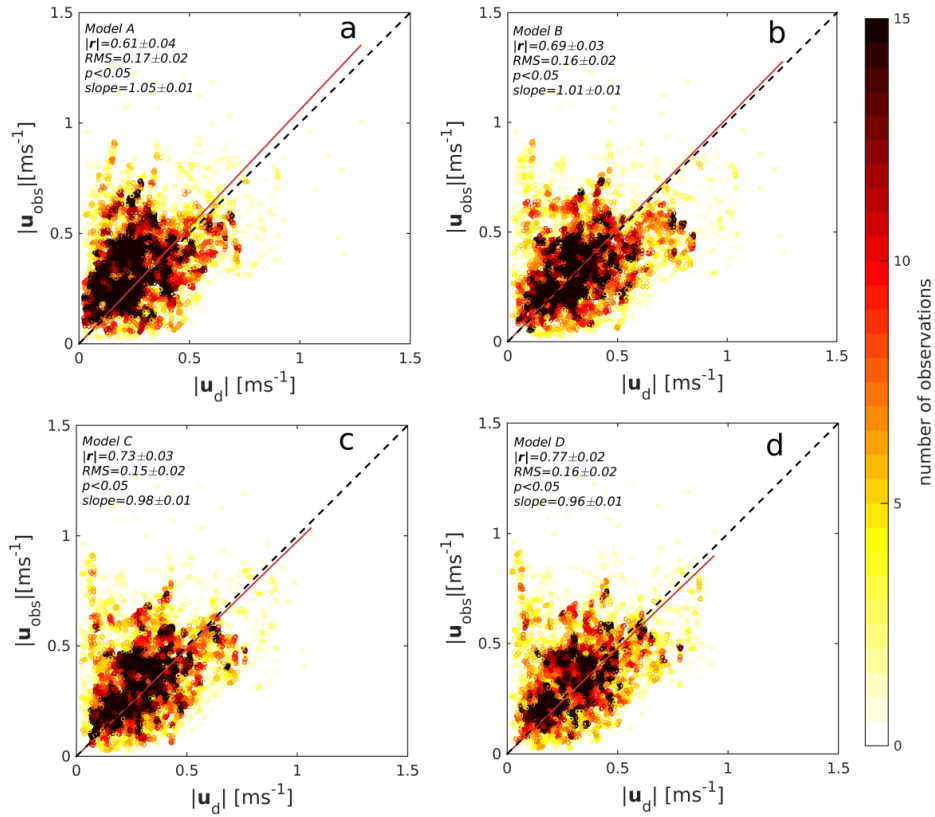 a
Model A
|r|=0.61±0.04
RMS=0.17±0.02
p<0.05
slope=1.05±0.01
1.5
1
0.5
0
|u_obs|[ms⁻¹]
0 0.5 1 1.5
|u_d| [ms⁻¹]
b
Model B
|r|=0.69±0.03
RMS=0.16±0.02
p<0.05
slope=1.01±0.01
1.5
1
0.5
0
|u_obs|[ms⁻¹]
0 0.5 1 1.5
|u_d| [ms⁻¹]
c
Model C
|r|=0.73±0.03
RMS=0.15±0.02
p<0.05
slope=0.98±0.01
1.5
1
0.5
0
|u_obs|[ms⁻¹]
0 0.5 1 1.5
|u_d| [ms⁻¹]
d
Model D
|r|=0.77±0.02
RMS=0.16±0.02
p<0.05
slope=0.96±0.01
1.5
1
0.5
0
|u_obs|[ms⁻¹]
0 0.5 1 1.5
|u_d| [ms⁻¹]
15
10
5
0
number of observations